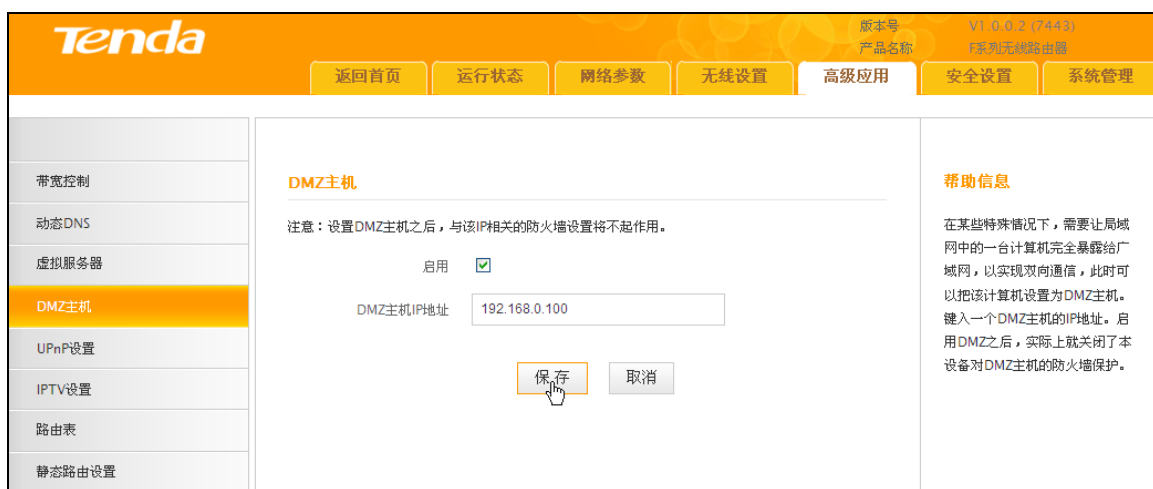 Tenda
版本号 V1.0.0.2 (7443)
产品名称 F系列无线路由器
返回首页 运行状态 网络参数 无线设置 高级应用 安全设置 系统管理
带宽控制
动态DNS
虚拟服务器
DMZ主机
UPnP设置
IPTV设置
路由表
静态路由设置
DMZ主机
注意：设置DMZ主机之后，与该IP相关的防火墙设置将不起作用。
启用
DMZ主机IP地址 192.168.0.100
保存 取消
帮助信息
在某些特殊情况下，需要让局域
网中的一台计算机完全暴露给广
域网，以实现双向通信，此时可
以把该计算机设置为DMZ主机。
键入一个DMZ主机的IP地址。启
用DMZ之后，实际上就关闭了本
设备对DMZ主机的防火墙保护。